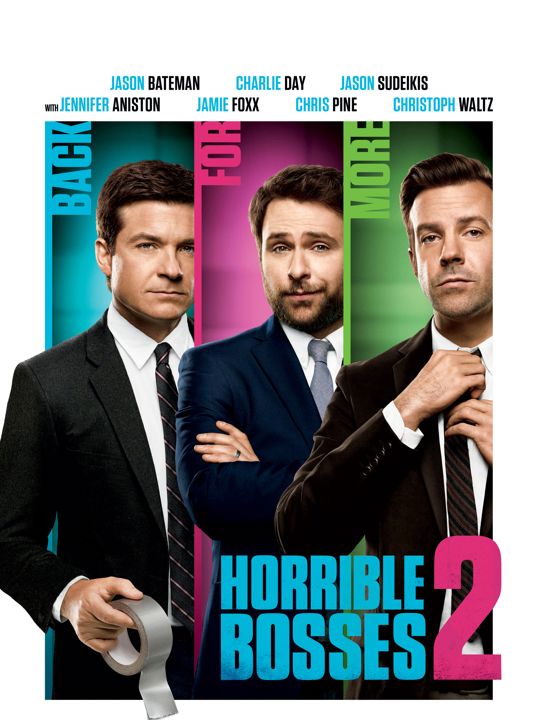 JASON BATEMAN CHARLIE DAY JASON SUDEIKIS
WITH JENNIFER ANISTON JAMIE FOXX CHRIS PINE CHRISTOPH WALTZ
BACK
FOR
MORE
HORRIBLE
BOSSES 2